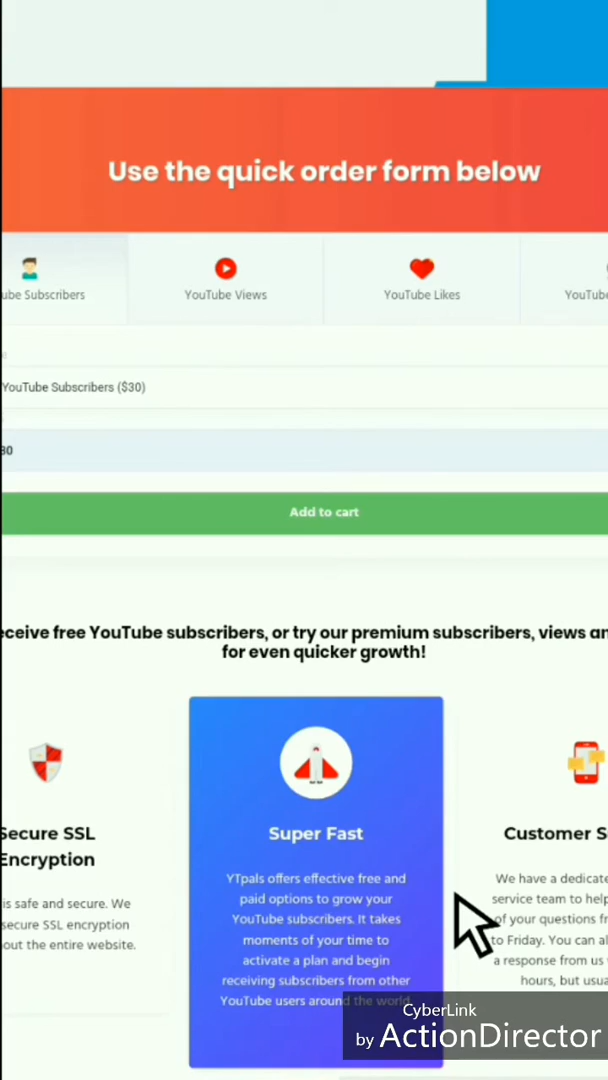 Use the quick order form below
ube Subscribers
YouTube Views
YouTube Likes
YouTube
YouTube Subscribers ($30)
30
Add to cart
eceive free YouTube subscribers, or try our premium subscribers, views an
for even quicker growth!
Secure SSL
Encryption
is safe and secure. We
secure SSL encryption
out the entire website.
Super Fast
YTpals offers effective free and
paid options to grow your
YouTube subscribers. It takes
moments of your time to
activate a plan and begin
receiving subscribers from other
YouTube users around the world.
Customer S
We have a dedicate
service team to help
of your questions fr
to Friday. You can al
a response from us
hours, but usua
CyberLink
by ActionDirector